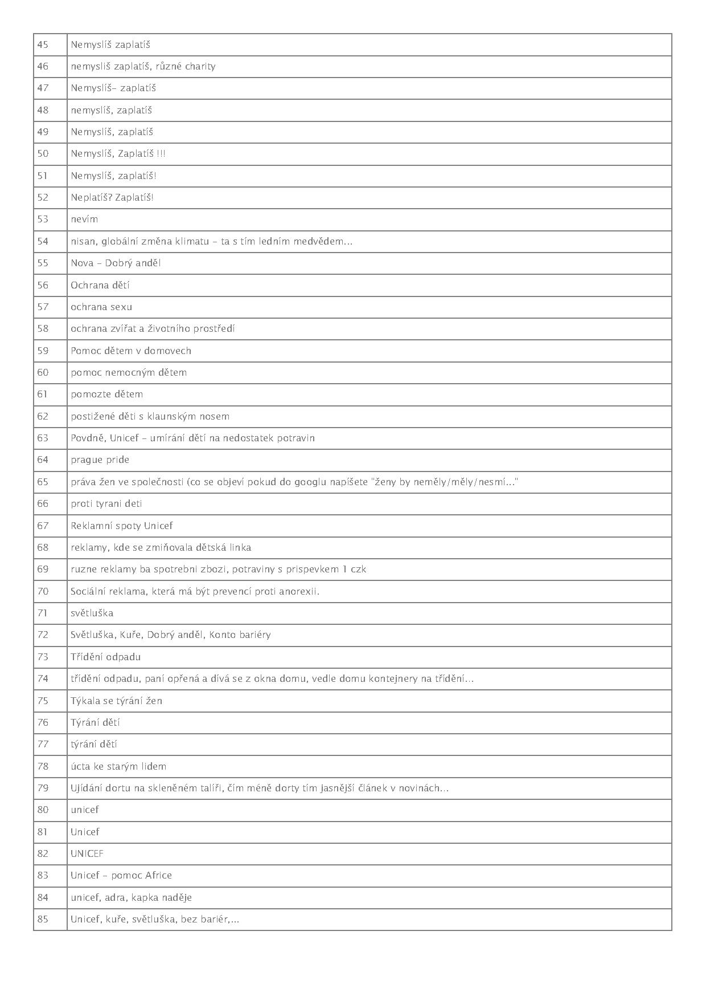 45 Nemyslíš zaplatíš
46 nemysliš zaplatíš, různé charity
47 Nemyslíš- zaplatíš
48 nemyslíš, zaplatíš
49 Nemyslíš, zaplatíš
50 Nemyslíš, Zaplatíš !!!
51 Nemyslíš, zaplatíš!
52 Neplatíš? Zaplatíš!
53 nevím
54 nisan, globální změna klimatu - ta s tím ledním medvědem...
55 Nova - Dobrý anděl
56 Ochrana dětí
57 ochrana sexu
58 ochrana zvířat a životního prostředí
59 Pomoc dětem v domovech
60 pomoc nemocným dětem
61 pomozte dětem
62 postižené děti s klaunským nosem
63 Povdně, Unicef - umírání dětí na nedostatek potravin
64 prague pride
65 práva žen ve společnosti (co se objeví pokud do googlu napíšete "ženy by neměly/měly/nesmí..."
66 proti tyrani deti
67 Reklamní spoty Unicef
68 reklamy, kde se zmiňovala dětská linka
69 ruzne reklamy ba spotrebni zbozi, potraviny s prispevkem 1 czk
70 Sociální reklama, která má být prevencí proti anorexii.
71 světluška
72 Světluška, Kuře, Dobrý anděl, Konto bariéry
73 Třídění odpadu
74 třídění odpadu, paní opřená a dívá se z okna domu, vedle domu kontejnery na třídění...
75 Týkala se týrání žen
76 Týrání dětí
77 týrání dětí
78 úcta ke starým lidem
79 Ujídání dortu na skleněném talíři, čím méně dorty tím jasnější článek v novinách...
80 unicef
81 Unicef
82 UNICEF
83 Unicef - pomoc Africe
84 unicef, adra, kapka naděje
85 Unicef, kuře, světluška, bez bariér,...